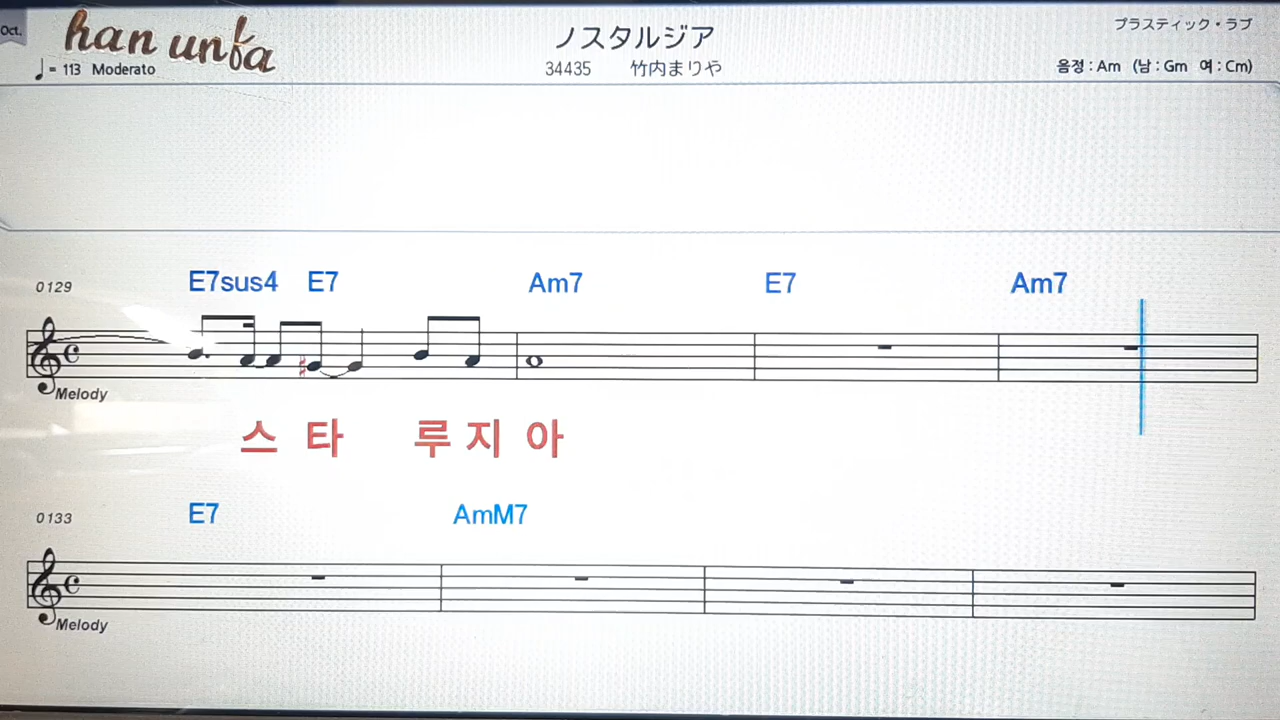 Oct.
han unfa
ノスタルジア
プラスティック・ラブ
♩= 113 Moderato
34435 竹内まりや
음정 : Am (남 : Gm 여 : Cm)
0129 E7sus4 E7 Am7 E7 Am7
Melody
스 타 루 지 아
0133 E7 AmM7
Melody